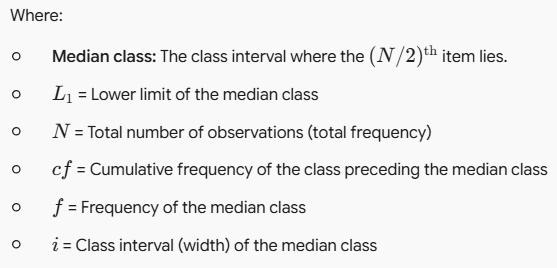 Where:
○ Median class: The class interval where the (N/2)th item lies.
○ L₁ = Lower limit of the median class
○ N = Total number of observations (total frequency)
○ cf = Cumulative frequency of the class preceding the median class
○ f = Frequency of the median class
○ i = Class interval (width) of the median class